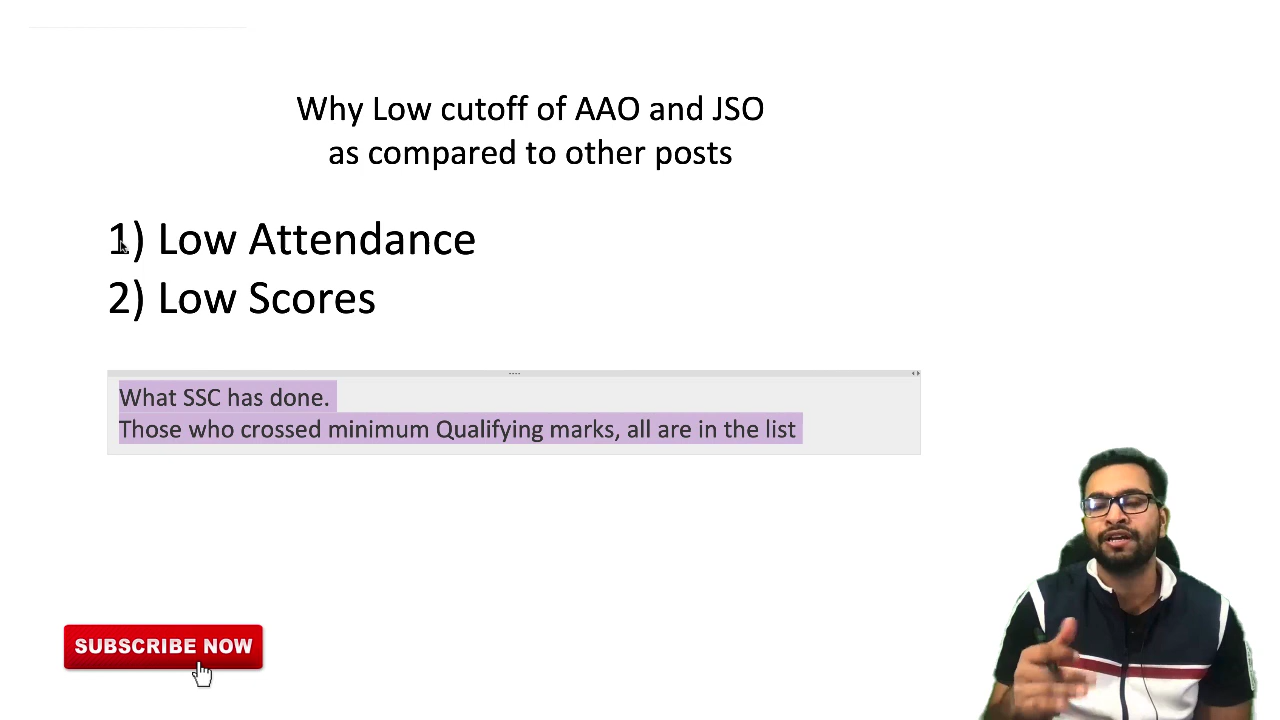 Why Low cutoff of AAO and JSO
as compared to other posts
1) Low Attendance
2) Low Scores
What SSC has done.
Those who crossed minimum Qualifying marks, all are in the list
SUBSCRIBE NOW